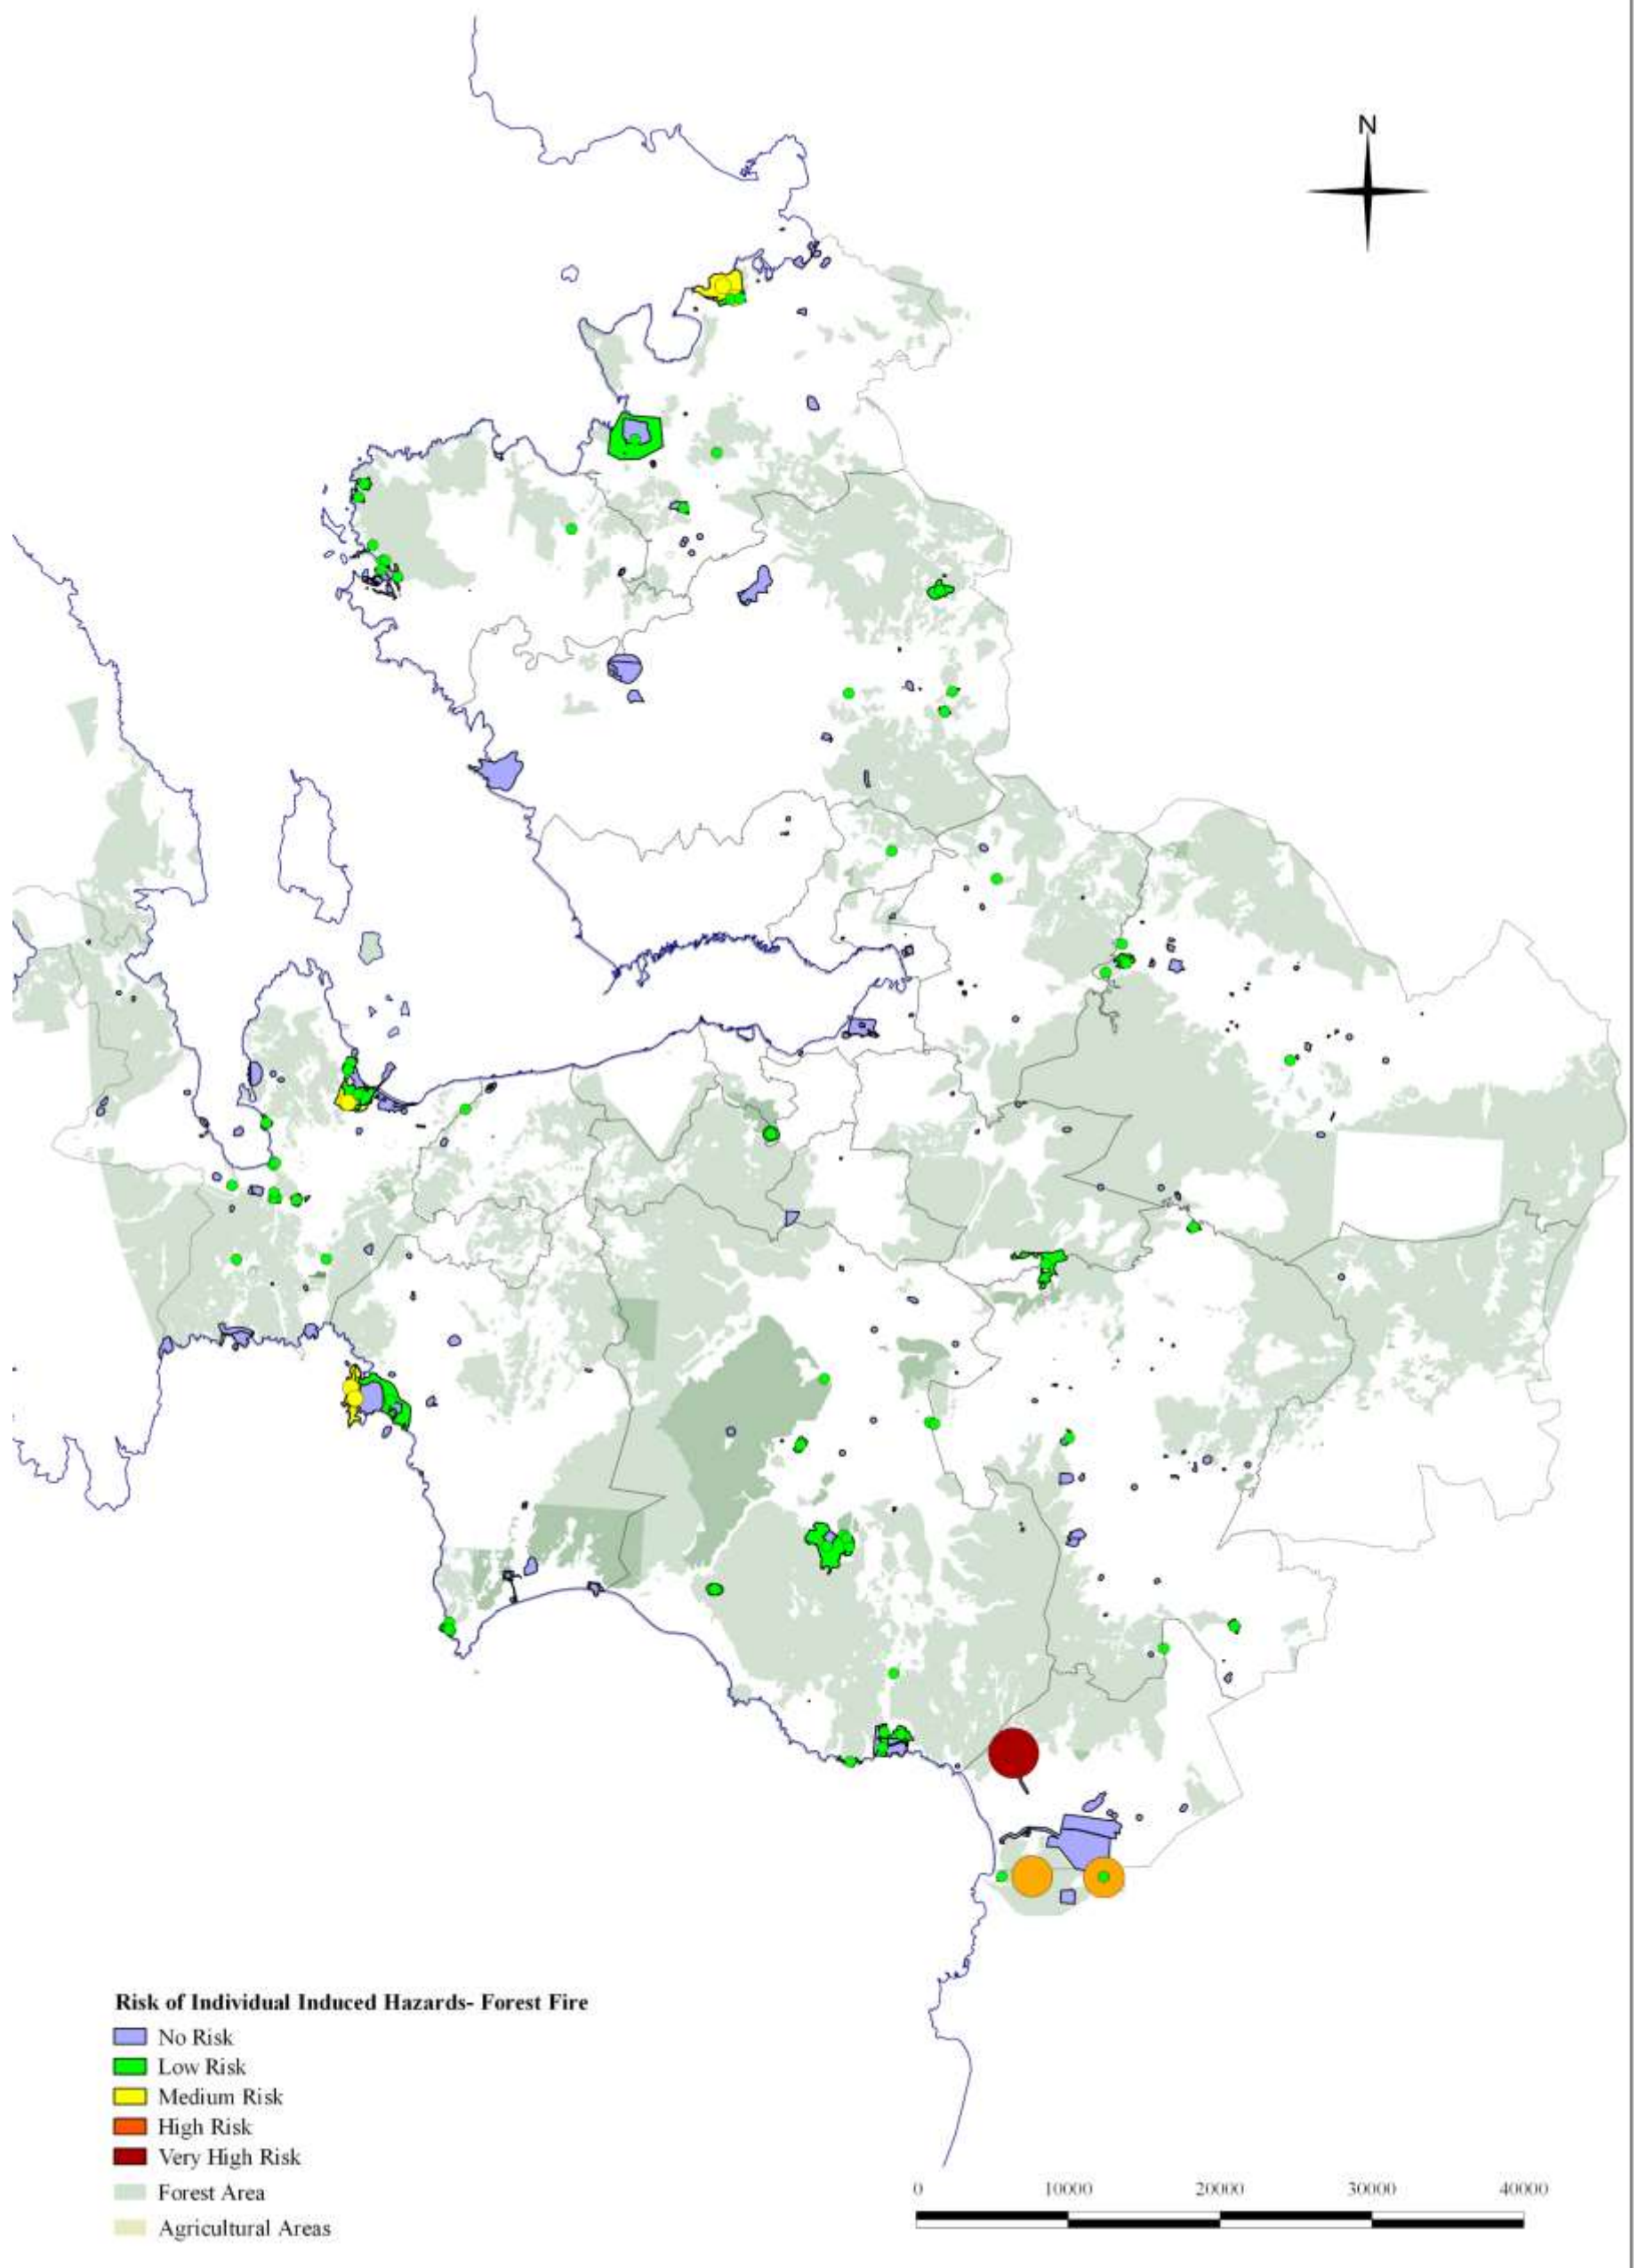 N
Risk of Individual Induced Hazards- Forest Fire
No Risk
Low Risk
Medium Risk
High Risk
Very High Risk
Forest Area
Agricultural Areas
0 10000 20000 30000 40000